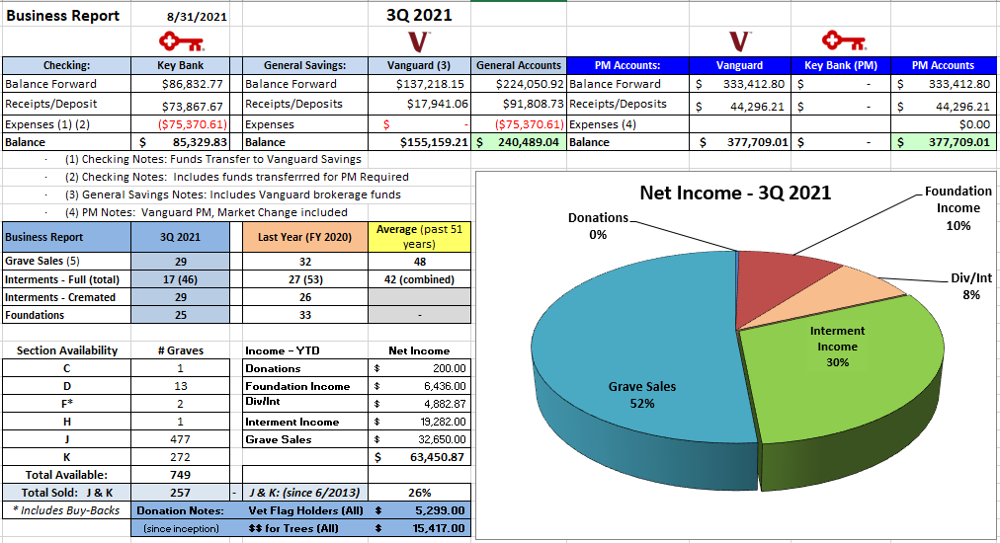 Business Report 8/31/2021 3Q 2021
V V
Checking: Key Bank General Savings: Vanguard (3) General Accounts PM Accounts: Vanguard Key Bank (PM) PM Accounts
Balance Forward $86,832.77 Balance Forward $137,218.15 $224,050.92 Balance Forward $ 333,412.80 $ - $ 333,412.80
Receipts/Deposit $73,867.67 Receipts/Deposits $17,941.06 $91,808.73 Receipts/Deposits $ 44,296.21 $ - $ 44,296.21
Expenses (1) (2) ($75,370.61) Expenses $ - ($75,370.61) Expenses (4) $0.00
Balance $ 85,329.83 Balance $155,159.21 $ 240,489.04 Balance $ 377,709.01 $ - $ 377,709.01
· (1) Checking Notes: Funds Transfer to Vanguard Savings
· (2) Checking Notes: Includes funds transferrred for PM Required
· (3) General Savings Notes: Includes Vanguard brokerage funds
· (4) PM Notes: Vanguard PM, Market Change included
Business Report 3Q 2021 Last Year (FY 2020) Average (past 51 years)
Grave Sales (5) 29 32 48
Interments - Full (total) 17 (46) 27 (53) 42 (combined)
Interments - Cremated 29 26
Foundations 25 33 -
Section Availability # Graves Income - YTD Net Income
C 1 Donations $ 200.00
D 13 Foundation Income $ 6,436.00
F* 2 Div/Int $ 4,882.87
H 1 Interment Income $ 19,282.00
J 477 Grave Sales $ 32,650.00
K 272 $ 63,450.87
Total Available: 749
Total Sold: J & K 257 - J & K: (since 6/2013) 26%
* Includes Buy-Backs Donation Notes: Vet Flag Holders (All) $ 5,299.00
(since inception) $$ for Trees (All) $ 15,417.00
Net Income - 3Q 2021
Donations
0%
Foundation
Income
10%
Div/Int
8%
Interment
Income
30%
Grave Sales
52%